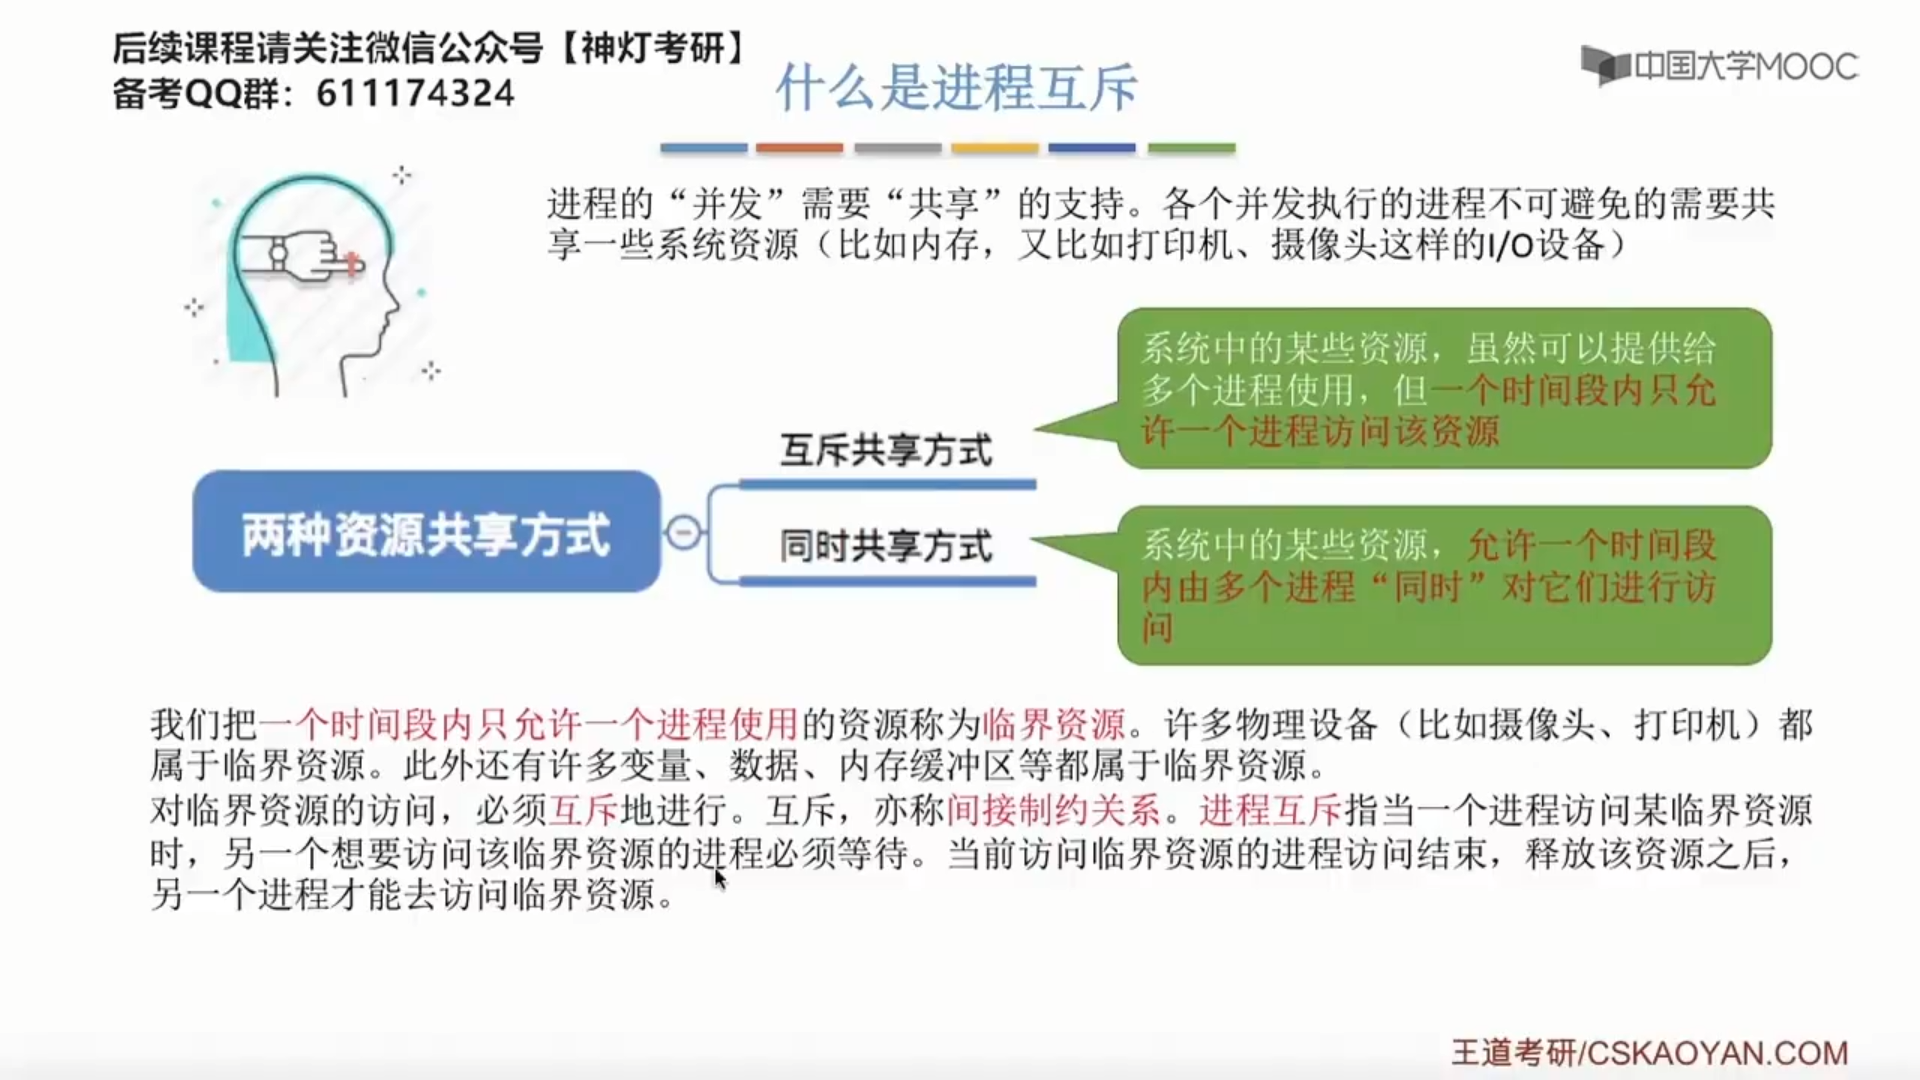 后续课程请关注微信公众号【神灯考研】
备考QQ群：611174324
什么是进程互斥
中国大学MOOC
进程的“并发”需要“共享”的支持。各个并发执行的进程不可避免的需要共
享一些系统资源（比如内存，又比如打印机、摄像头这样的I/O设备）
系统中的某些资源，虽然可以提供给
多个进程使用，但一个时间段内只允
许一个进程访问该资源
互斥共享方式
两种资源共享方式
同时共享方式
系统中的某些资源，允许一个时间段
内由多个进程“同时”对它们进行访
问
我们把一个时间段内只允许一个进程使用的资源称为临界资源。许多物理设备（比如摄像头、打印机）都
属于临界资源。此外还有许多变量、数据、内存缓冲区等都属于临界资源。
对临界资源的访问，必须互斥地进行。互斥，亦称间接制约关系。进程互斥指当一个进程访问某临界资源
时，另一个想要访问该临界资源的进程必须等待。当前访问临界资源的进程访问结束，释放该资源之后，
另一个进程才能去访问临界资源。
王道考研/CSKAOYAN.COM